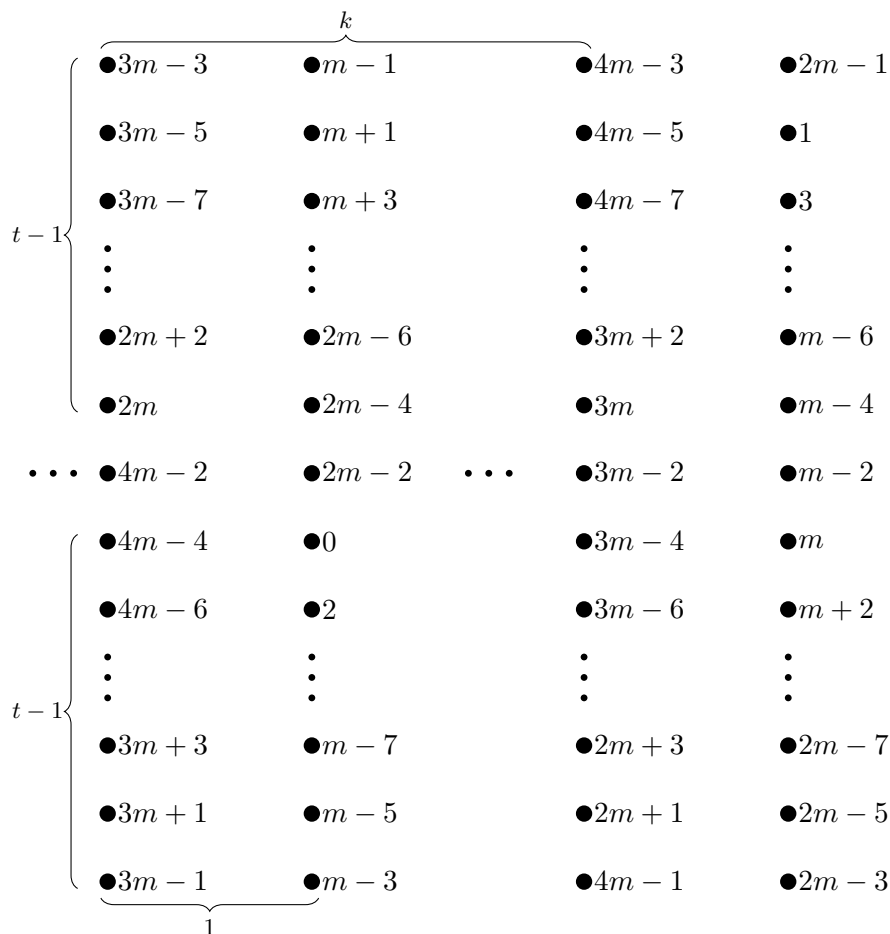 k
3m − 3 m − 1 4m − 3 2m − 1
3m − 5 m + 1 4m − 5 1
3m − 7 m + 3 4m − 7 3
t − 1
⋮ ⋮ ⋮ ⋮
2m + 2 2m − 6 3m + 2 m − 6
2m 2m − 4 3m m − 4
⋯ 4m − 2 2m − 2 ⋯ 3m − 2 m − 2
4m − 4 0 3m − 4 m
4m − 6 2 3m − 6 m + 2
⋮ ⋮ ⋮ ⋮
t − 1
3m + 3 m − 7 2m + 3 2m − 7
3m + 1 m − 5 2m + 1 2m − 5
3m − 1 m − 3 4m − 1 2m − 3
1